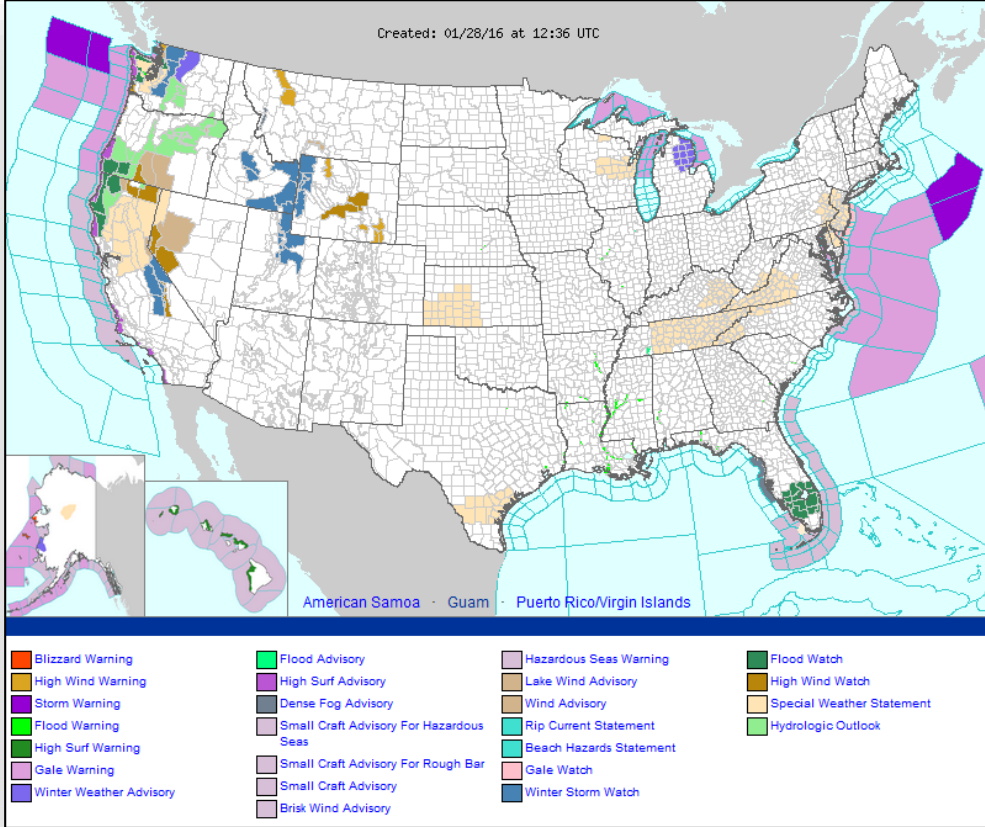 Created: 01/28/16 at 12:36 UTC
American Samoa · Guam · Puerto Rico/Virgin Islands
Blizzard Warning
High Wind Warning
Storm Warning
Flood Warning
High Surf Warning
Gale Warning
Winter Weather Advisory
Flood Advisory
High Surf Advisory
Dense Fog Advisory
Small Craft Advisory For Hazardous
Seas
Small Craft Advisory For Rough Bar
Small Craft Advisory
Brisk Wind Advisory
Hazardous Seas Warning
Lake Wind Advisory
Wind Advisory
Rip Current Statement
Beach Hazards Statement
Gale Watch
Winter Storm Watch
Flood Watch
High Wind Watch
Special Weather Statement
Hydrologic Outlook